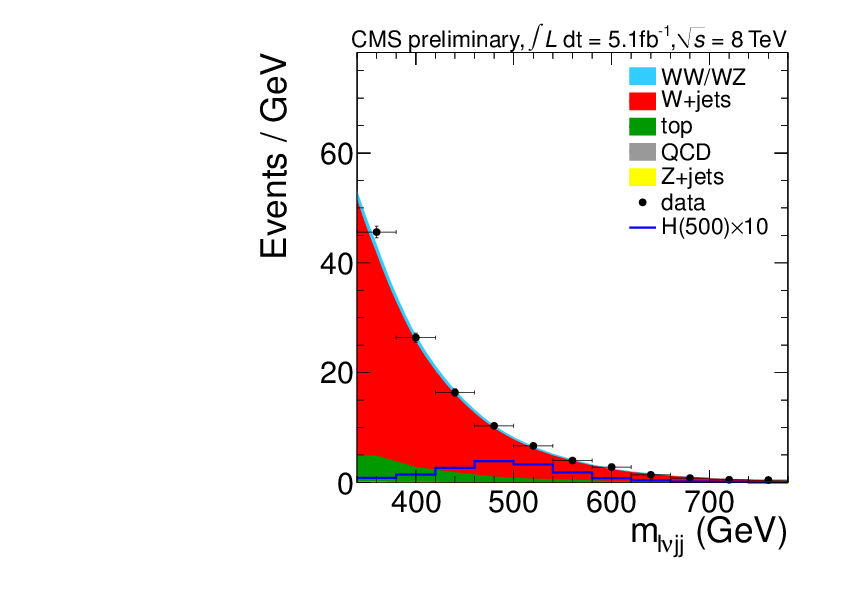 CMS preliminary, ∫ L dt = 5.1fb⁻¹, √s = 8 TeV
Events / GeV
WW/WZ
W+jets
top
QCD
Z+jets
data
H(500)×10
60
40
20
0
400 500 600 700
m_lνjj (GeV)